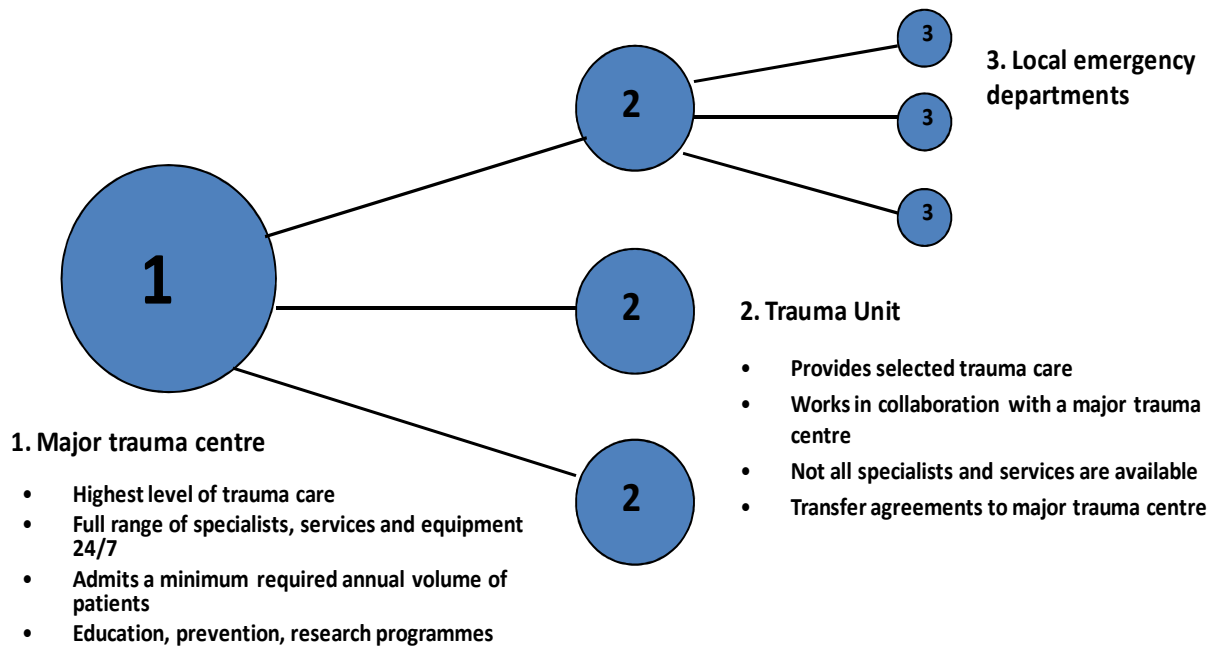 3
3. Local emergency
departments
2
3
3
1
2
2. Trauma Unit
• Provides selected trauma care
• Works in collaboration with a major trauma
centre
• Not all specialists and services are available
• Transfer agreements to major trauma centre
1. Major trauma centre
2
• Highest level of trauma care
• Full range of specialists, services and equipment
24/7
• Admits a minimum required annual volume of
patients
• Education, prevention, research programmes